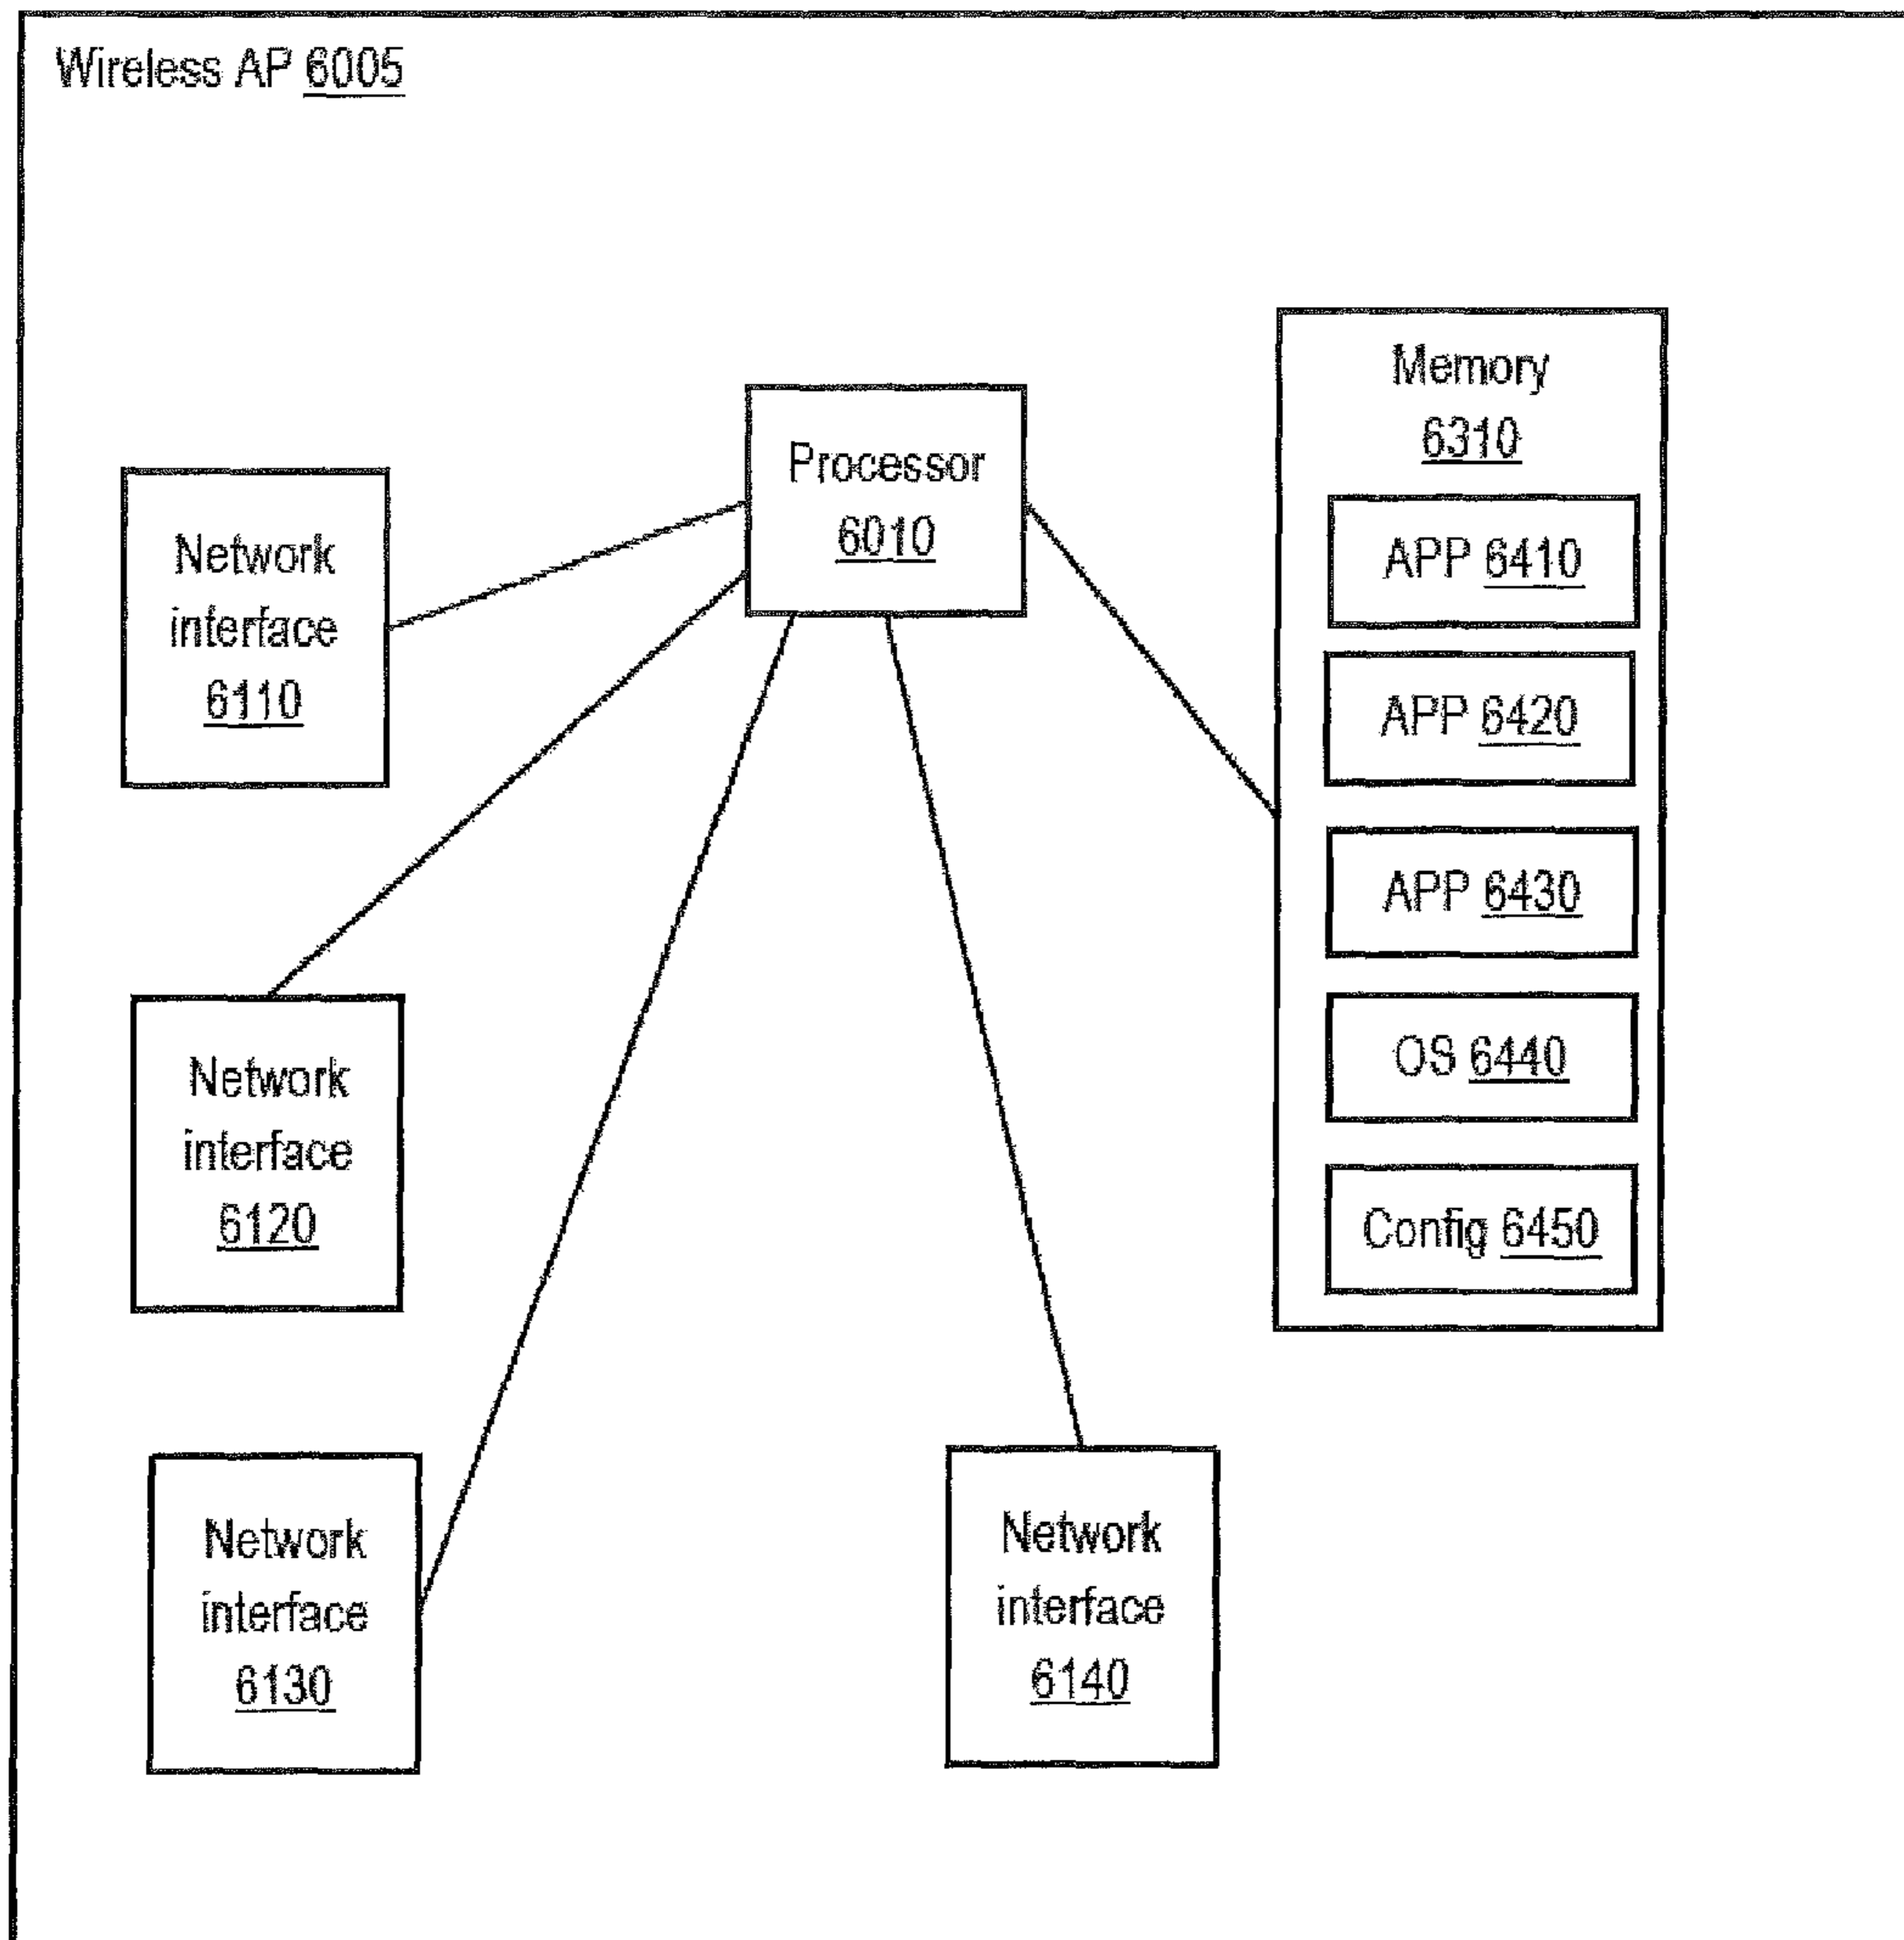 Wireless AP 6005
Processor
6010
Memory
6310
APP 6410
APP 6420
APP 6430
OS 6440
Config 6450
Network
interface
6110
Network
interface
6120
Network
interface
6130
Network
interface
6140